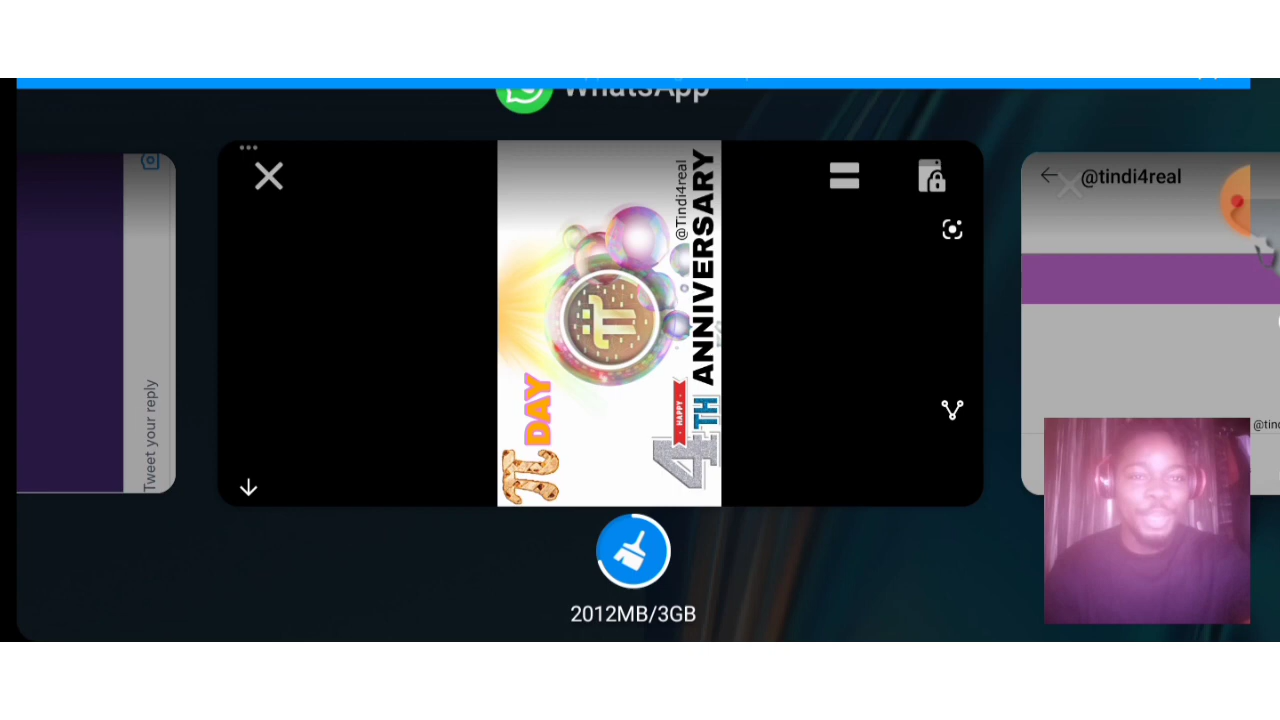 WhatsApp
@tindi4real
Tweet your reply
@Tindi4real
π DAY
HAPPY
4TH ANNIVERSARY
2012MB/3GB